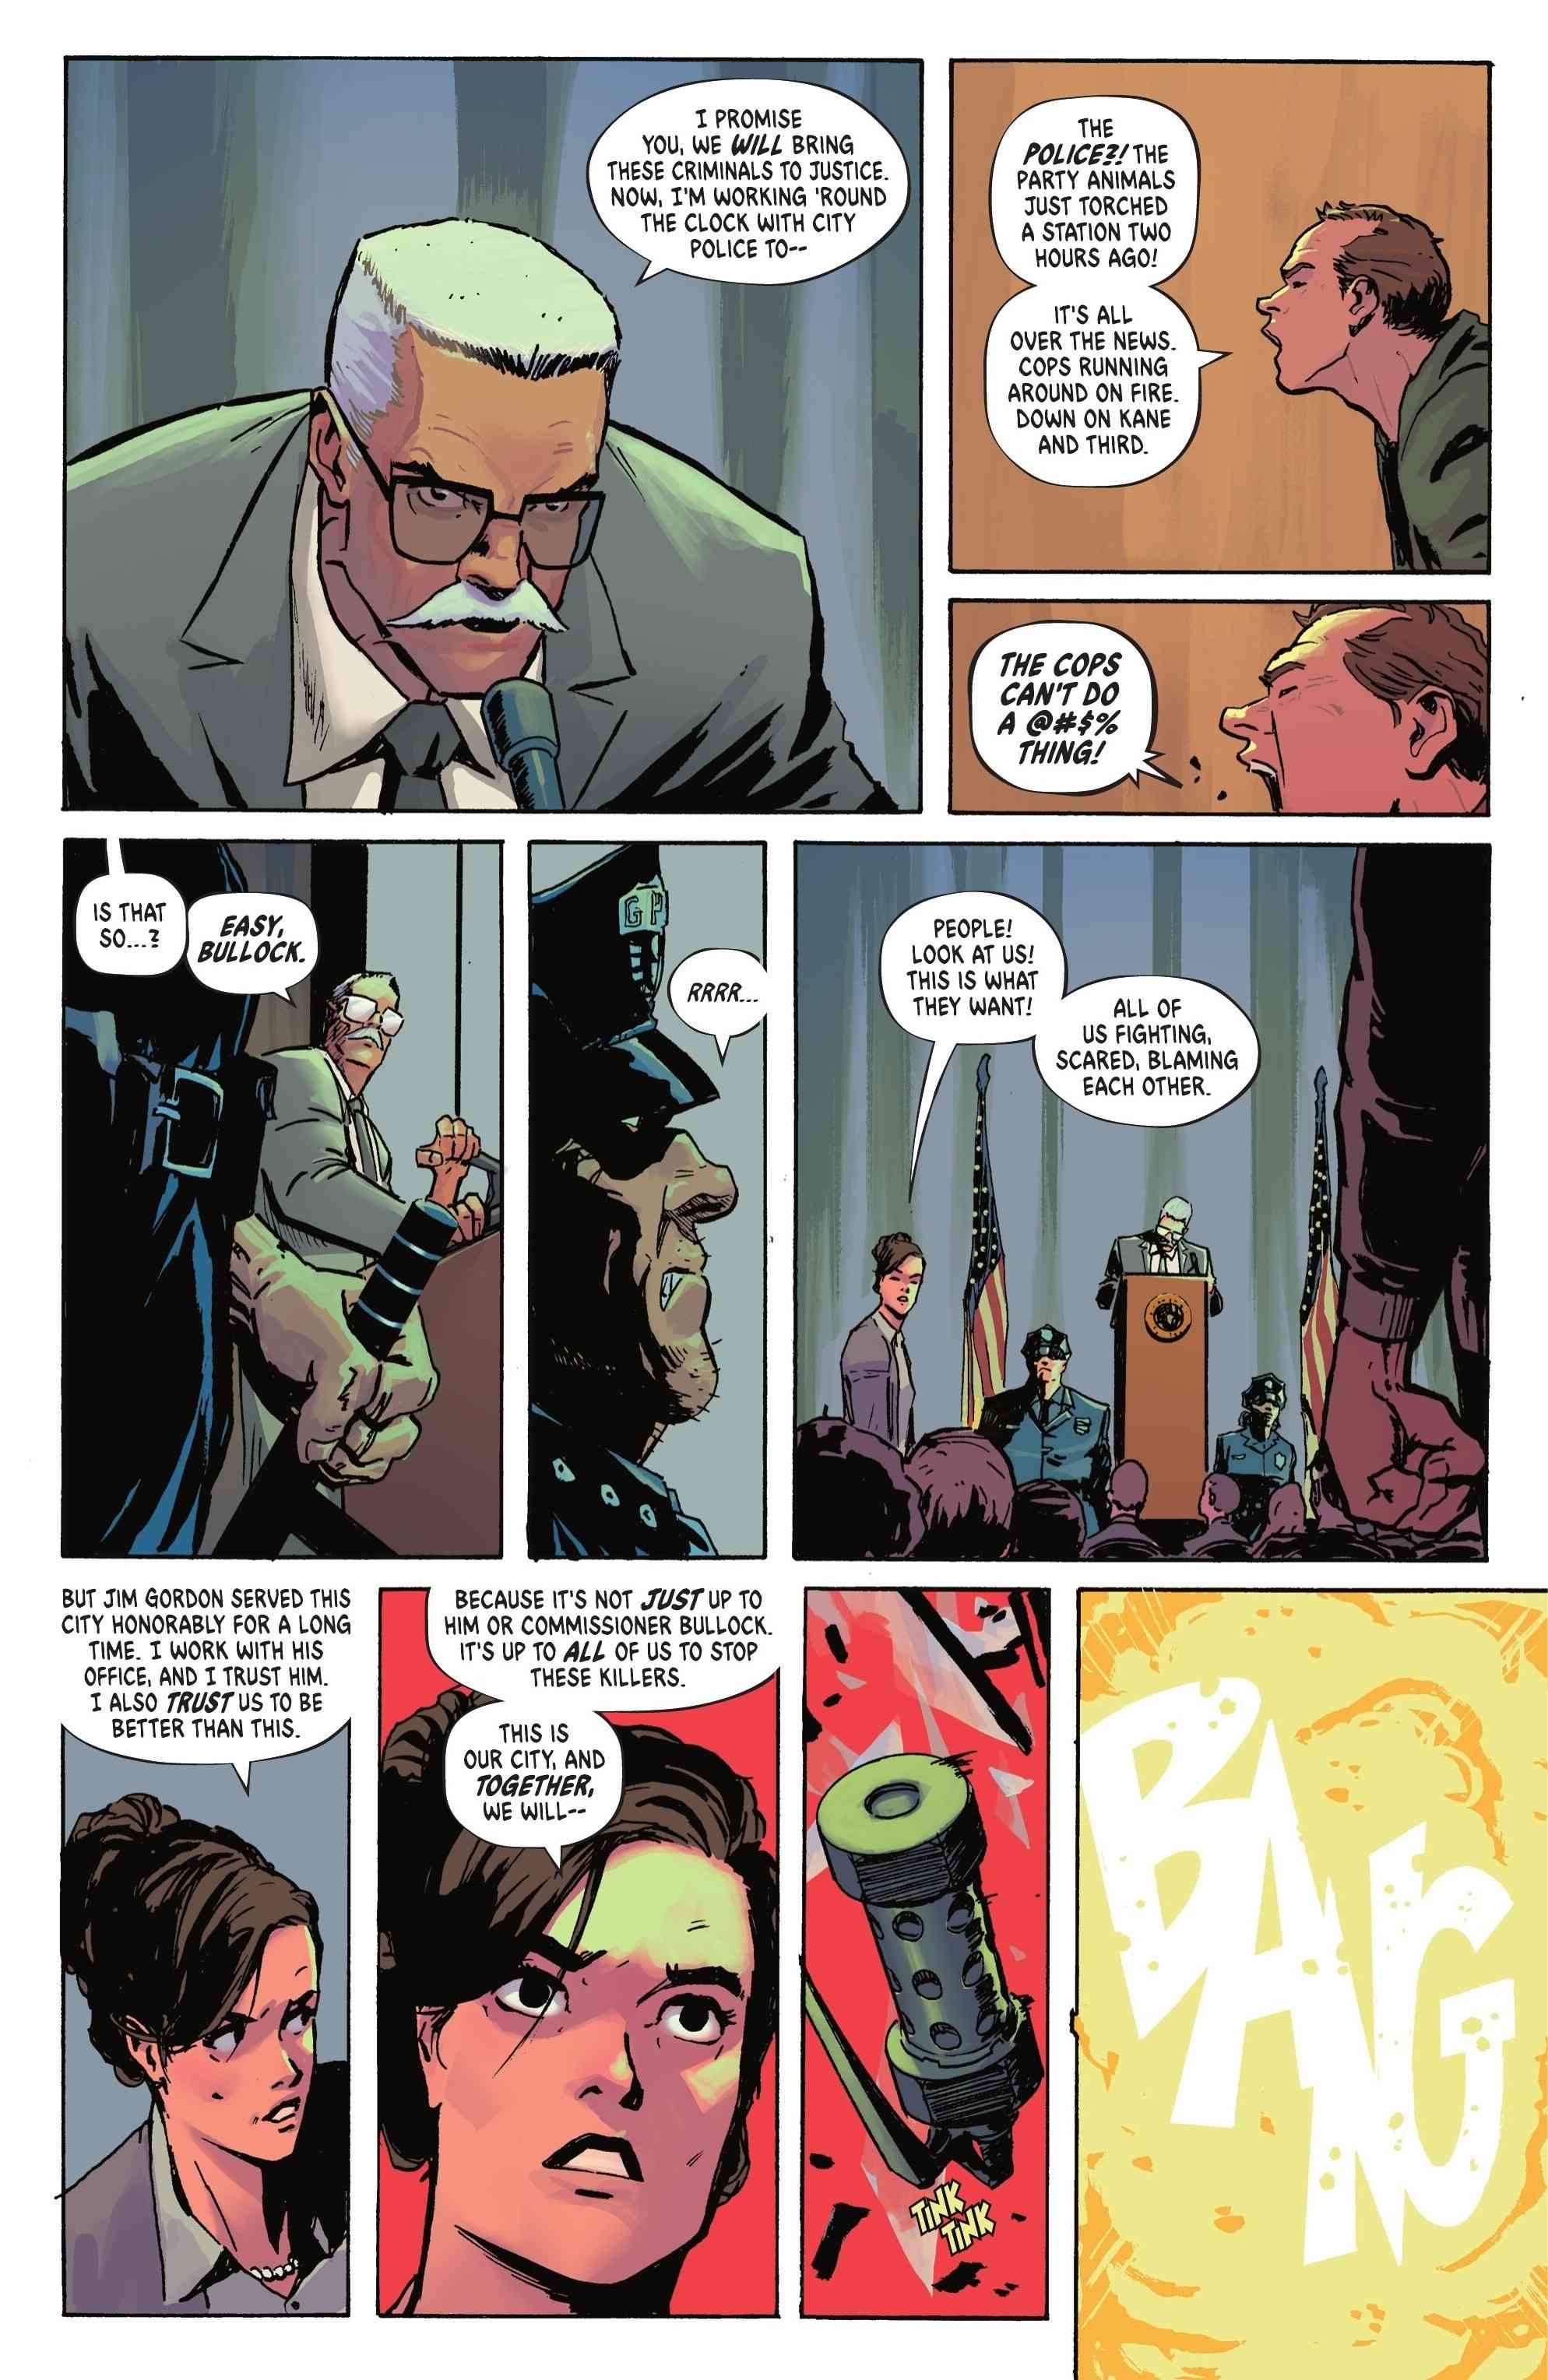 I PROMISE
YOU, WE WILL BRING
THESE CRIMINALS TO JUSTICE.
NOW, I'M WORKING 'ROUND
THE CLOCK WITH CITY
POLICE TO--
THE
POLICE?! THE
PARTY ANIMALS
JUST TORCHED
A STATION TWO
HOURS AGO!
IT'S ALL
OVER THE NEWS.
COPS RUNNING
AROUND ON FIRE.
DOWN ON KANE
AND THIRD.
THE COPS
CAN'T DO
A @#$%
THING!
IS THAT
SO...?
EASY,
BULLOCK.
GP
RRRR...
PEOPLE!
LOOK AT US!
THIS IS WHAT
THEY WANT!
ALL OF
US FIGHTING,
SCARED, BLAMING
EACH OTHER.
BUT JIM GORDON SERVED THIS
CITY HONORABLY FOR A LONG
TIME. I WORK WITH HIS
OFFICE, AND I TRUST HIM.
I ALSO TRUST US TO BE
BETTER THAN THIS.
BECAUSE IT'S NOT JUST UP TO
HIM OR COMMISSIONER BULLOCK.
IT'S UP TO ALL OF US TO STOP
THESE KILLERS.
THIS IS
OUR CITY, AND
TOGETHER,
WE WILL--
TINK
TINK
BANG